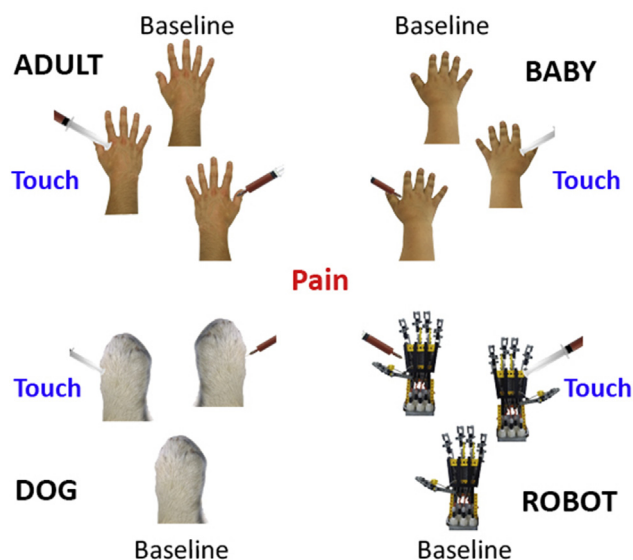 Baseline
Baseline
ADULT
BABY
Touch
Touch
Pain
Touch
Touch
DOG
ROBOT
Baseline
Baseline